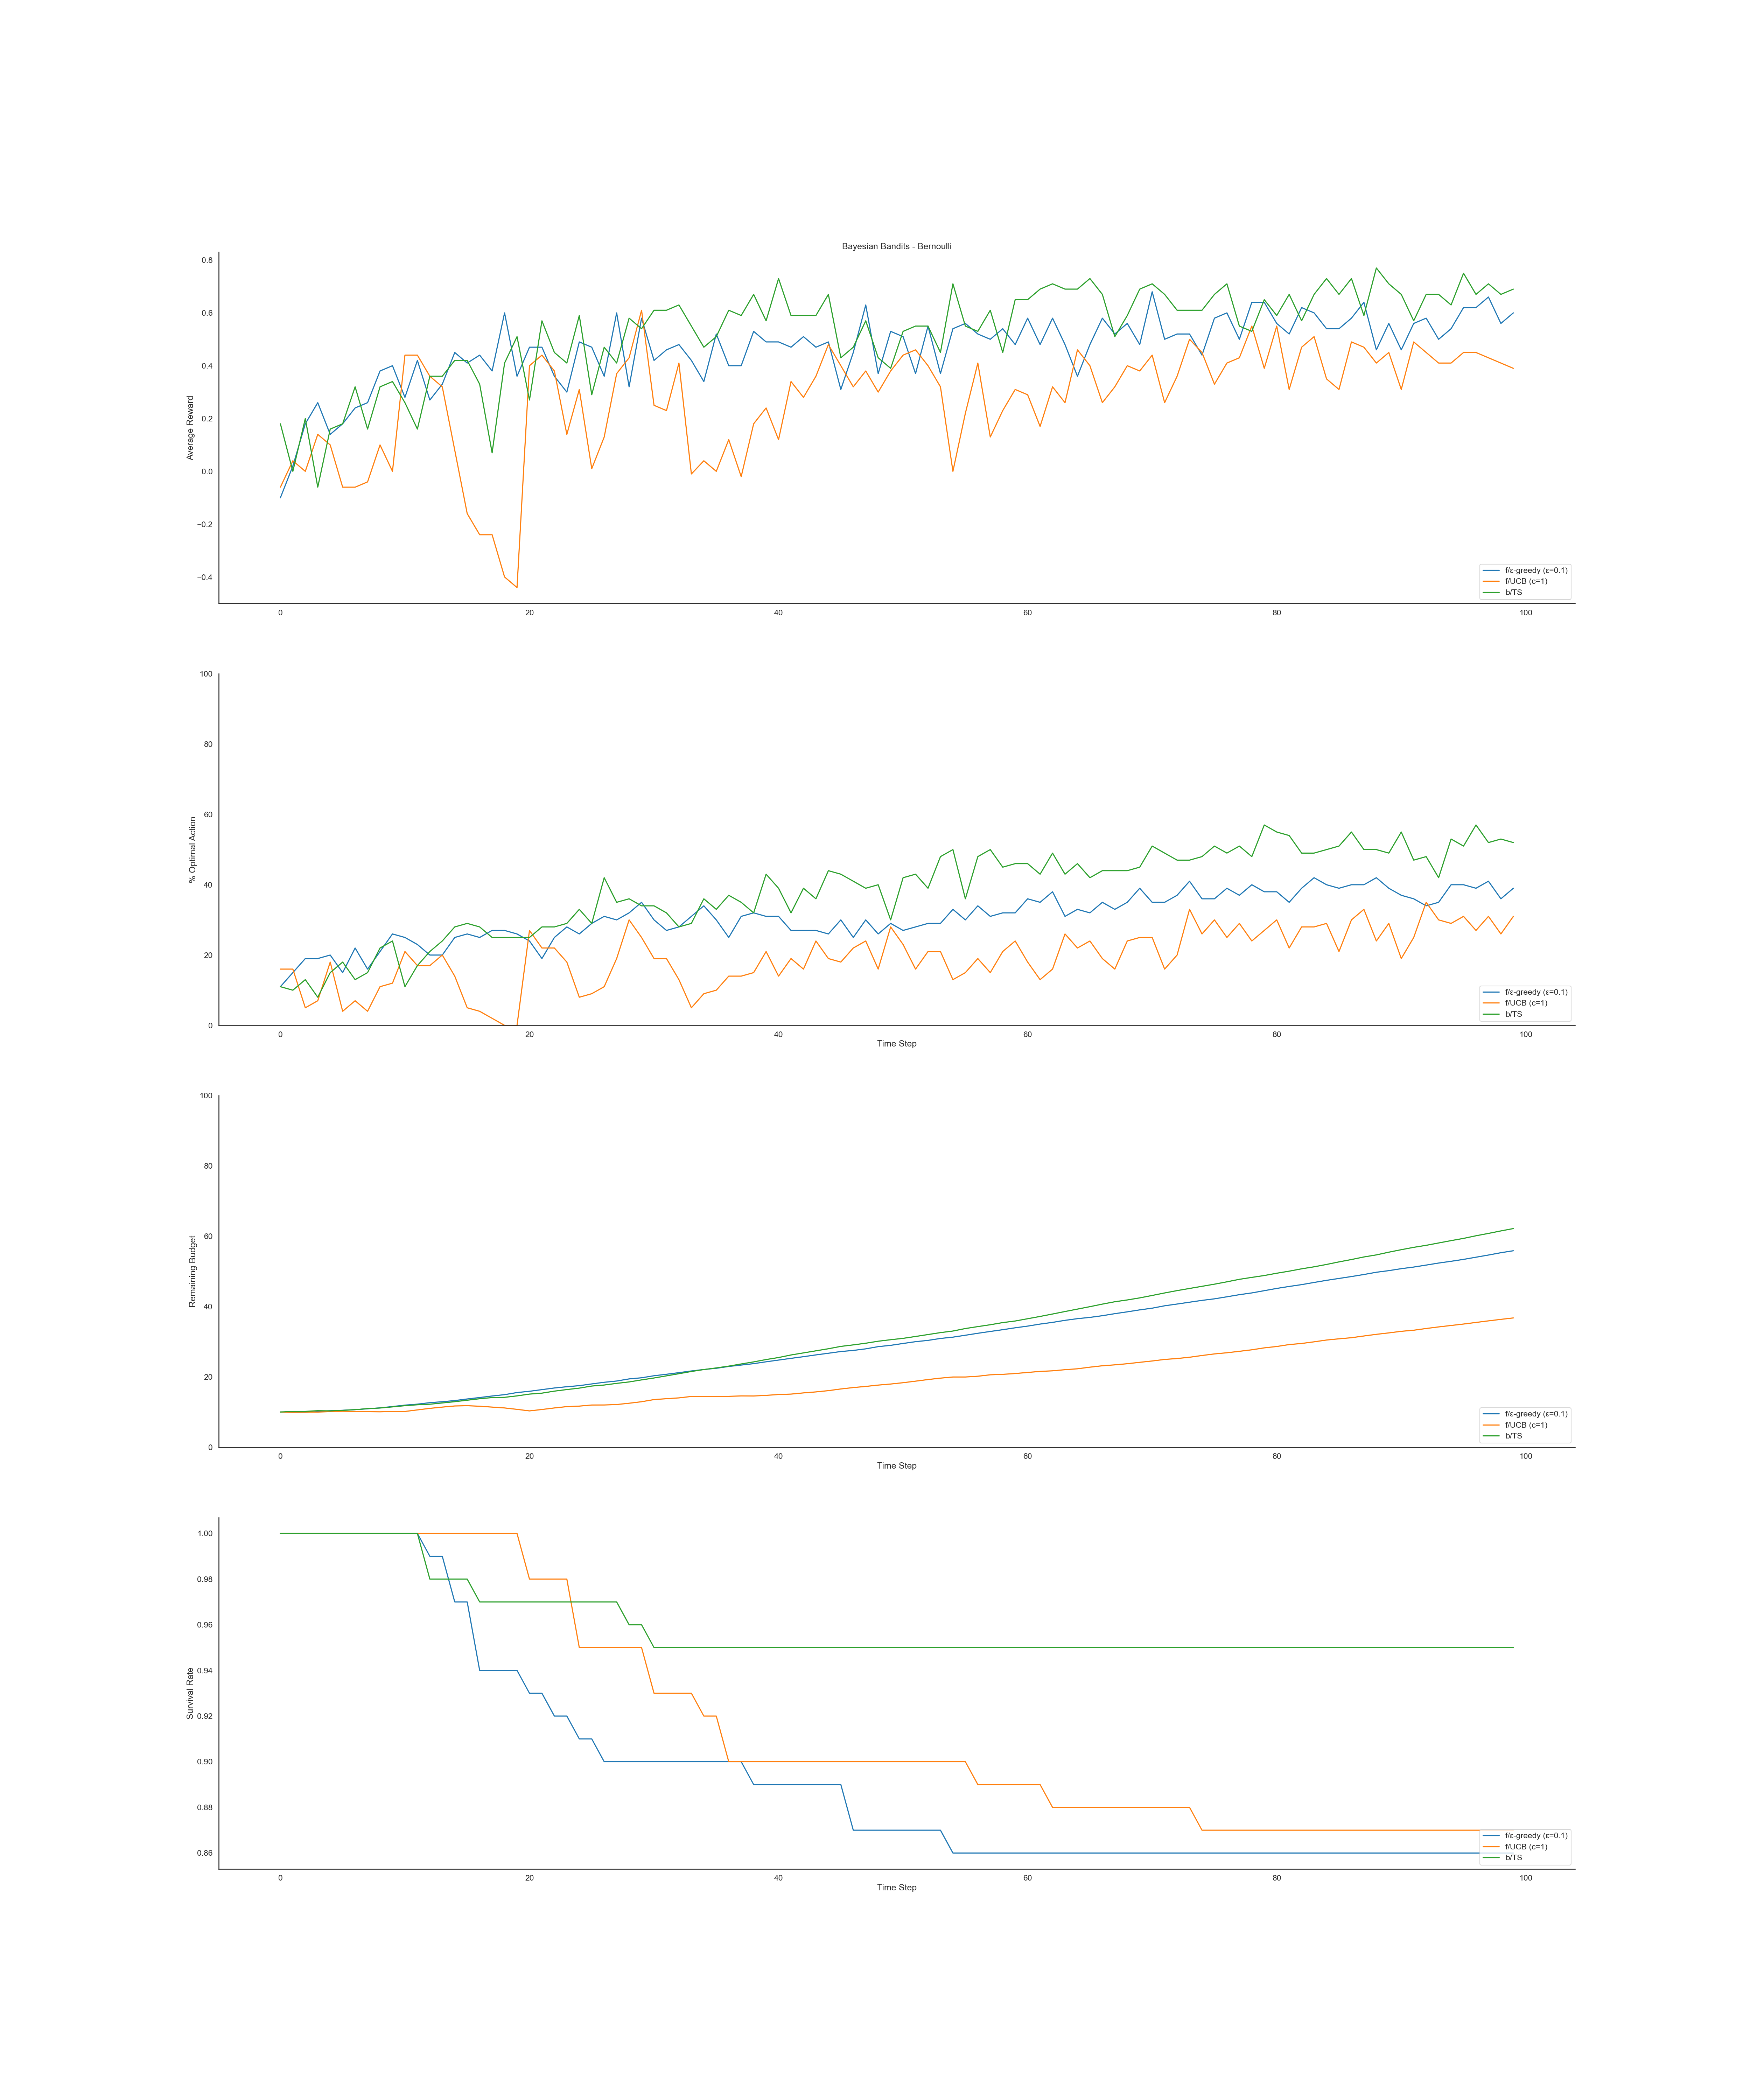 Bayesian Bandits - Bernoulli
Average Reward
0.8
0.6
0.4
0.2
0.0
−0.2
−0.4
0 20 40 60 80 100
f/ε-greedy (ε=0.1)
f/UCB (c=1)
b/TS
% Optimal Action
100
80
60
40
20
0
0 20 40 60 80 100
Time Step
f/ε-greedy (ε=0.1)
f/UCB (c=1)
b/TS
Remaining Budget
100
80
60
40
20
0
0 20 40 60 80 100
Time Step
f/ε-greedy (ε=0.1)
f/UCB (c=1)
b/TS
Survival Rate
1.00
0.98
0.96
0.94
0.92
0.90
0.88
0.86
0 20 40 60 80 100
Time Step
f/ε-greedy (ε=0.1)
f/UCB (c=1)
b/TS